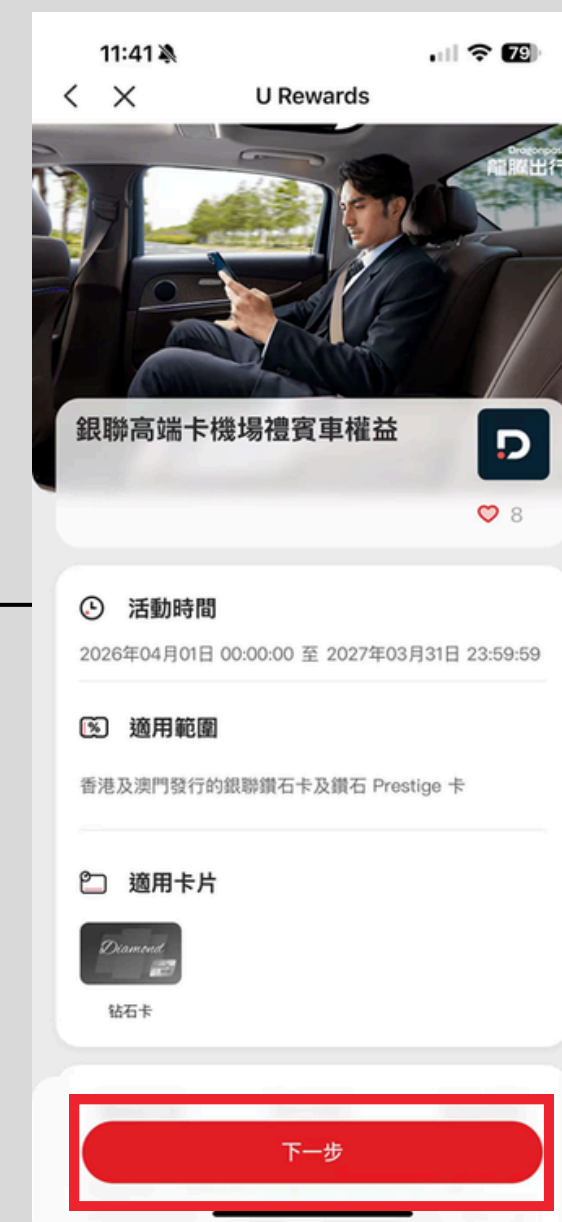 11:41
79
U Rewards
Dragonpass
龍騰出行
銀聯高端卡機場禮賓車權益
8
活動時間
2026年04月01日 00:00:00 至 2027年03月31日 23:59:59
適用範圍
香港及澳門發行的銀聯鑽石卡及鑽石 Prestige 卡
適用卡片
Diamond
钻石卡
下一步